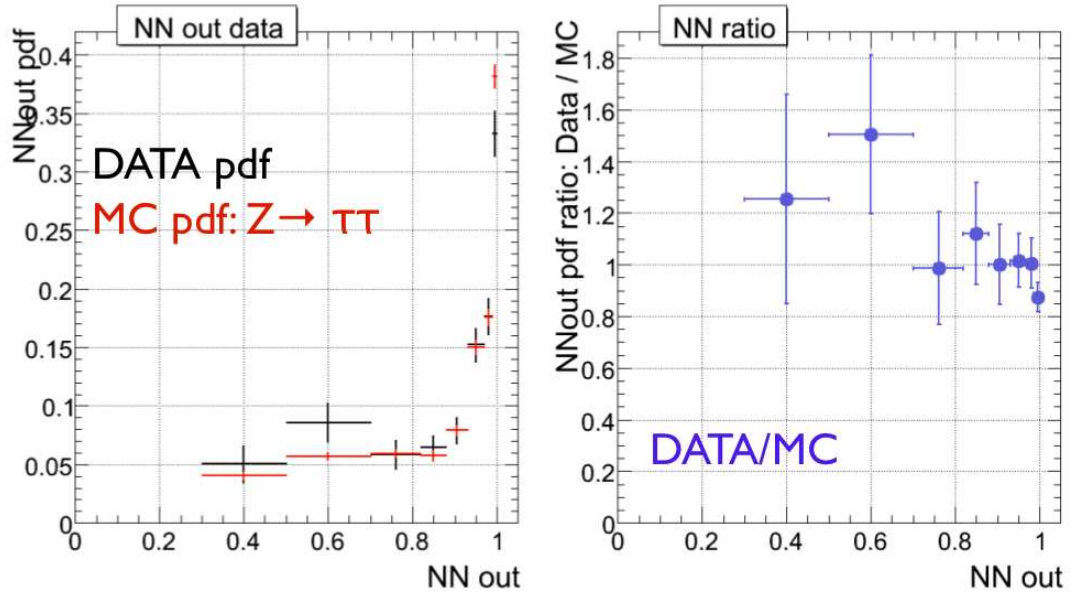 NN out data
NNout pdf
0.4
0.35
0.3
0.25
0.2
0.15
0.1
0.05
0
DATA pdf
MC pdf: Z→ ττ
0 0.2 0.4 0.6 0.8 1
NN out
NN ratio
NNout pdf ratio: Data / MC
1.8
1.6
1.4
1.2
1
0.8
0.6
0.4
0.2
0
DATA/MC
0 0.2 0.4 0.6 0.8 1
NN out